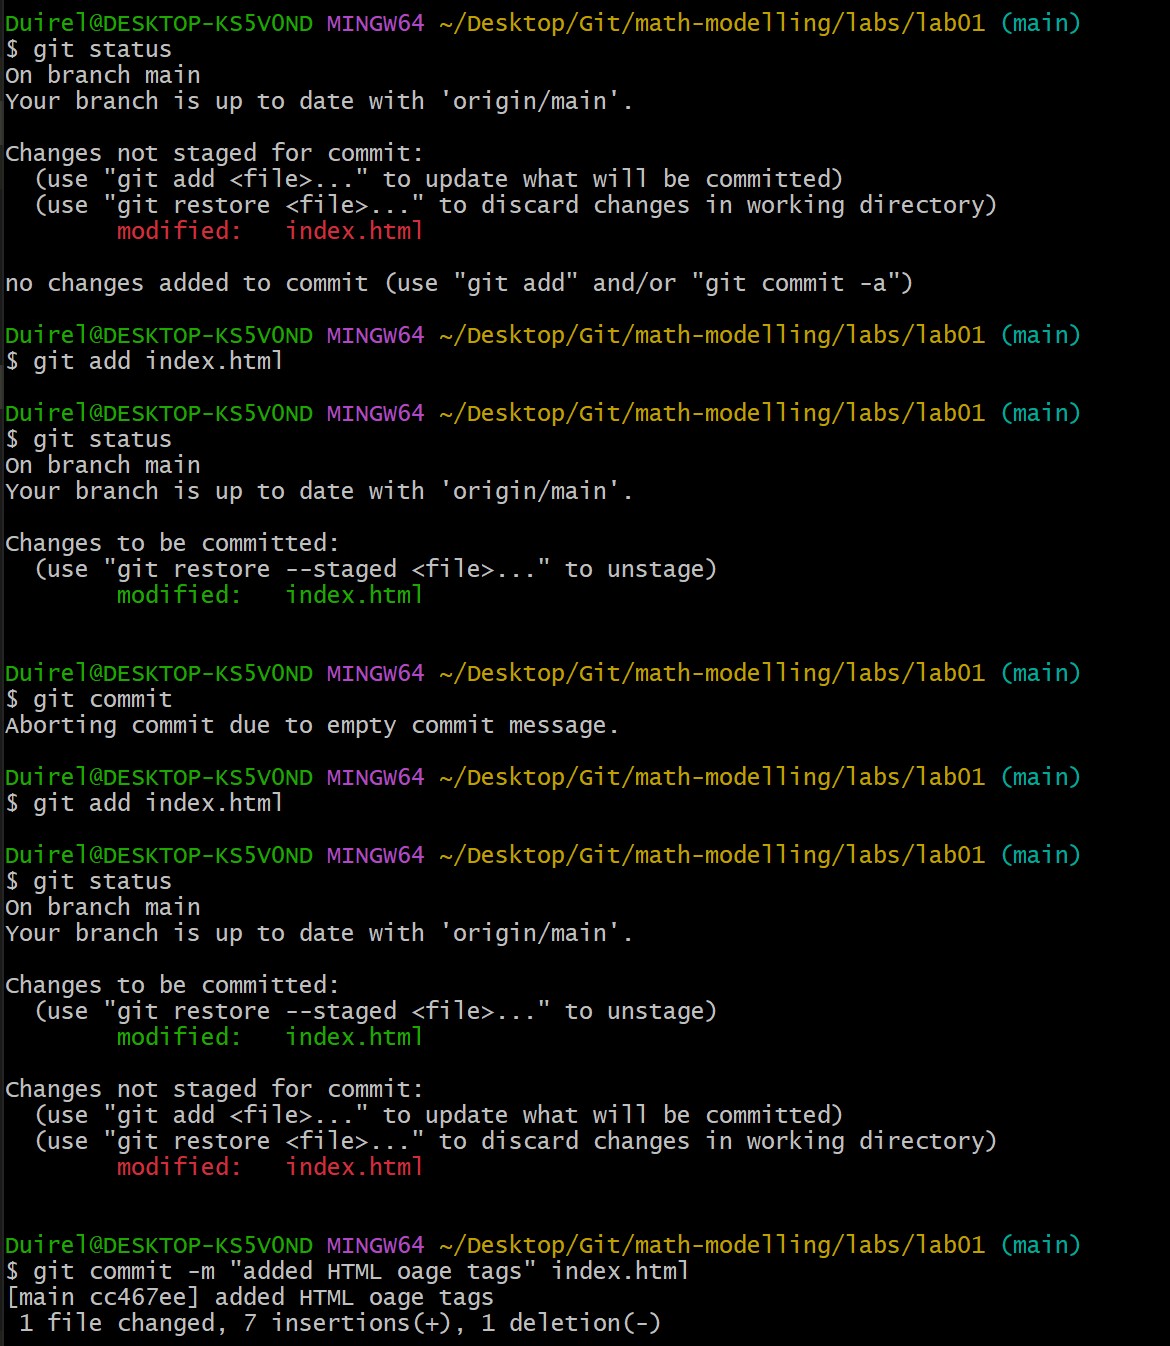 Duirel@DESKTOP-KS5V0ND MINGW64 ~/Desktop/Git/math-modelling/labs/lab01 (main)
$ git status
On branch main
Your branch is up to date with 'origin/main'.
Changes not staged for commit:
(use "git add <file>..." to update what will be committed)
(use "git restore <file>..." to discard changes in working directory)
modified: index.html
no changes added to commit (use "git add" and/or "git commit -a")
Duirel@DESKTOP-KS5V0ND MINGW64 ~/Desktop/Git/math-modelling/labs/lab01 (main)
$ git add index.html
Duirel@DESKTOP-KS5V0ND MINGW64 ~/Desktop/Git/math-modelling/labs/lab01 (main)
$ git status
On branch main
Your branch is up to date with 'origin/main'.
Changes to be committed:
(use "git restore --staged <file>..." to unstage)
modified: index.html
Duirel@DESKTOP-KS5V0ND MINGW64 ~/Desktop/Git/math-modelling/labs/lab01 (main)
$ git commit
Aborting commit due to empty commit message.
Duirel@DESKTOP-KS5V0ND MINGW64 ~/Desktop/Git/math-modelling/labs/lab01 (main)
$ git add index.html
Duirel@DESKTOP-KS5V0ND MINGW64 ~/Desktop/Git/math-modelling/labs/lab01 (main)
$ git status
On branch main
Your branch is up to date with 'origin/main'.
Changes to be committed:
(use "git restore --staged <file>..." to unstage)
modified: index.html
Changes not staged for commit:
(use "git add <file>..." to update what will be committed)
(use "git restore <file>..." to discard changes in working directory)
modified: index.html
Duirel@DESKTOP-KS5V0ND MINGW64 ~/Desktop/Git/math-modelling/labs/lab01 (main)
$ git commit -m "added HTML oage tags" index.html
[main cc467ee] added HTML oage tags
1 file changed, 7 insertions(+), 1 deletion(-)